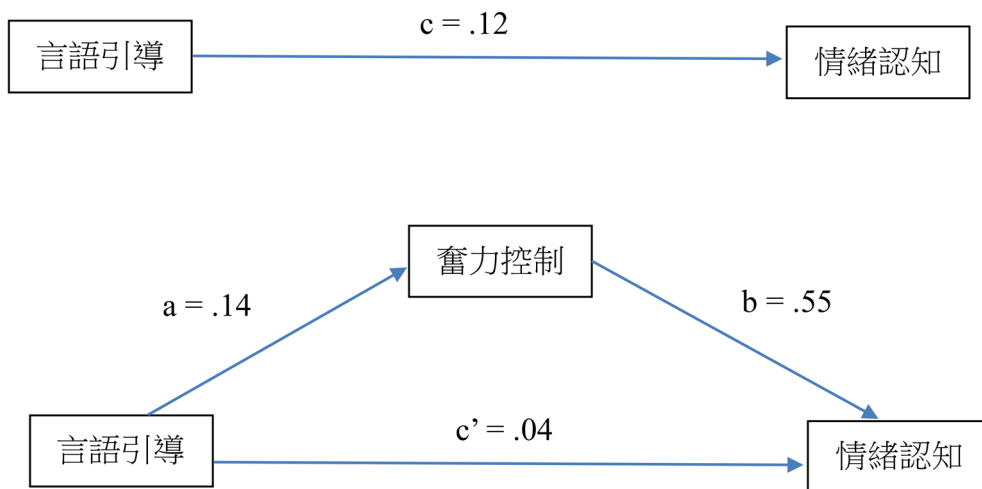 c = .12
言語引導
情緒認知
奮力控制
a = .14
b = .55
c’ = .04
言語引導
情緒認知